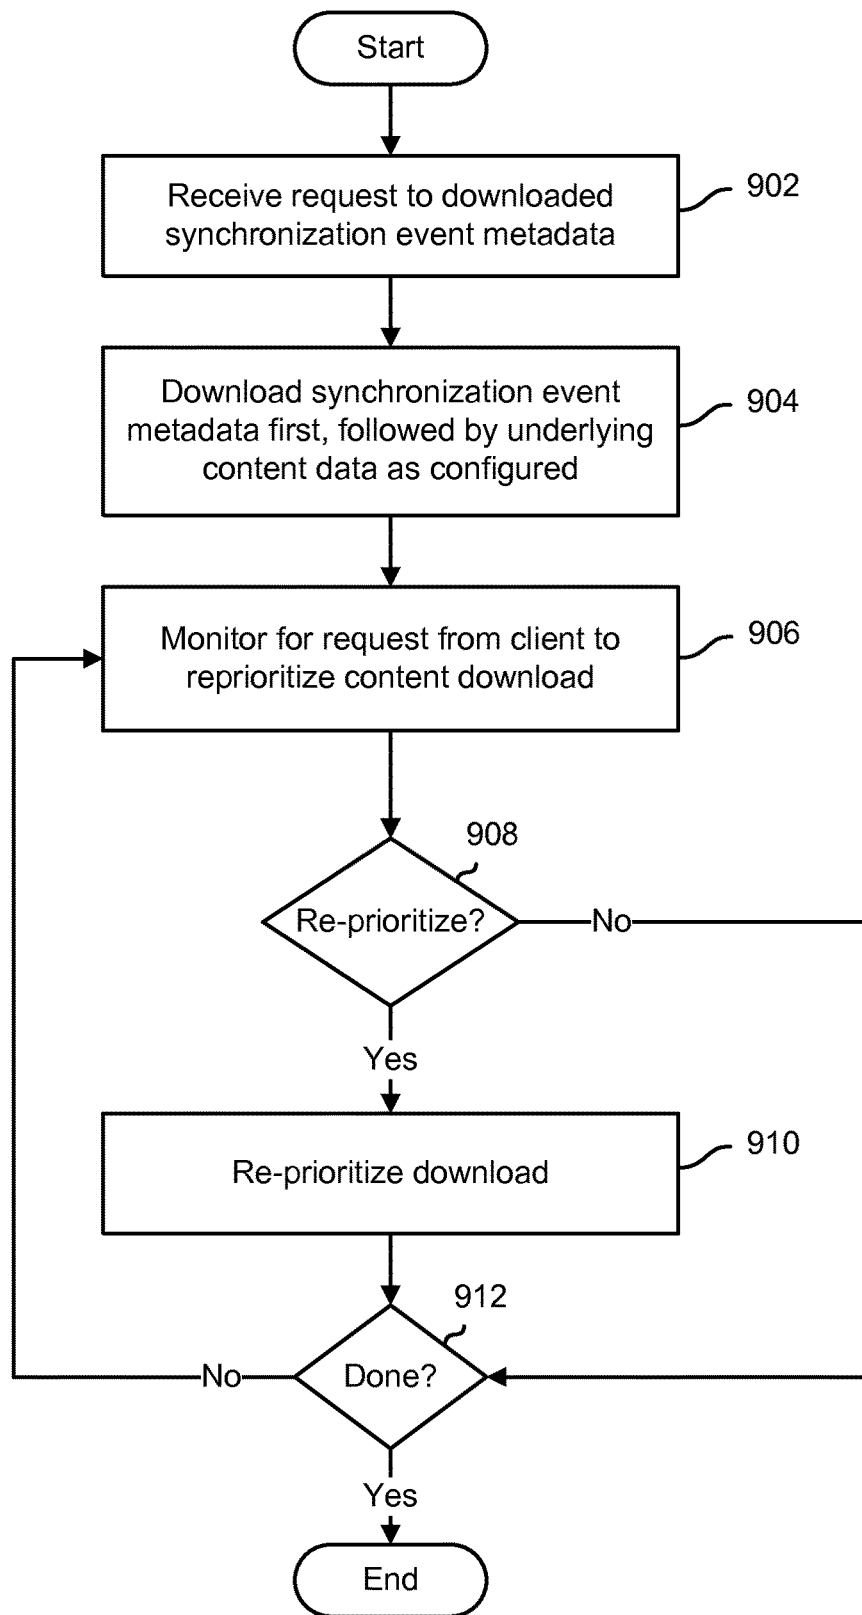 Start
Receive request to downloaded
synchronization event metadata
902
Download synchronization event
metadata first, followed by underlying
content data as configured
904
Monitor for request from client to
reprioritize content download
906
908
Re-prioritize?
No
Yes
Re-prioritize download
910
912
Done?
No
Yes
End